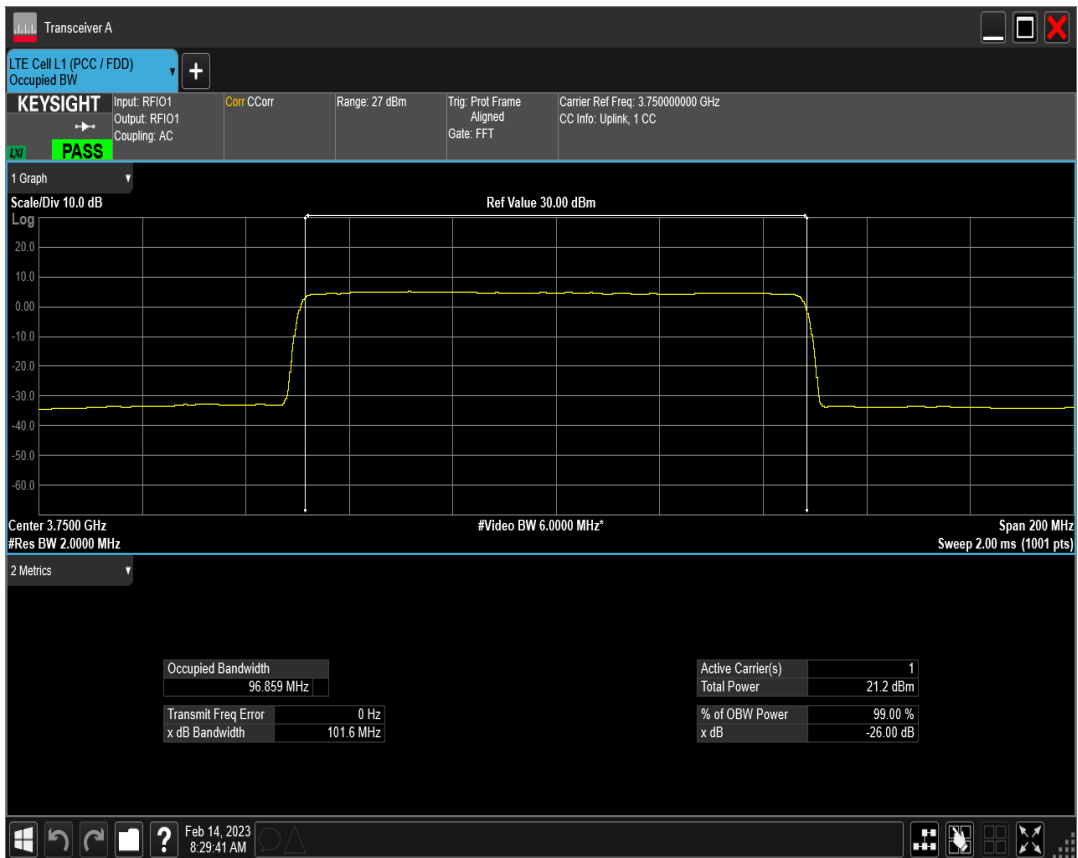 Transceiver A
LTE Cell L1 (PCC / FDD)
Occupied BW
KEYSIGHT
LXI
PASS
Input: RFIO1
Output: RFIO1
Coupling: AC
Corr CCorr
Range: 27 dBm
Trig: Prot Frame
Aligned
Gate: FFT
Carrier Ref Freq: 3.750000000 GHz
CC Info: Uplink, 1 CC
1 Graph
Scale/Div 10.0 dB
Ref Value 30.00 dBm
Log
20.0
10.0
0.00
-10.0
-20.0
-30.0
-40.0
-50.0
-60.0
Center 3.7500 GHz
#Video BW 6.0000 MHz*
Span 200 MHz
#Res BW 2.0000 MHz
Sweep 2.00 ms (1001 pts)
2 Metrics
Occupied Bandwidth
96.859 MHz
Transmit Freq Error 0 Hz
x dB Bandwidth 101.6 MHz
Active Carrier(s) 1
Total Power 21.2 dBm
% of OBW Power 99.00 %
x dB -26.00 dB
?
Feb 14, 2023
8:29:41 AM